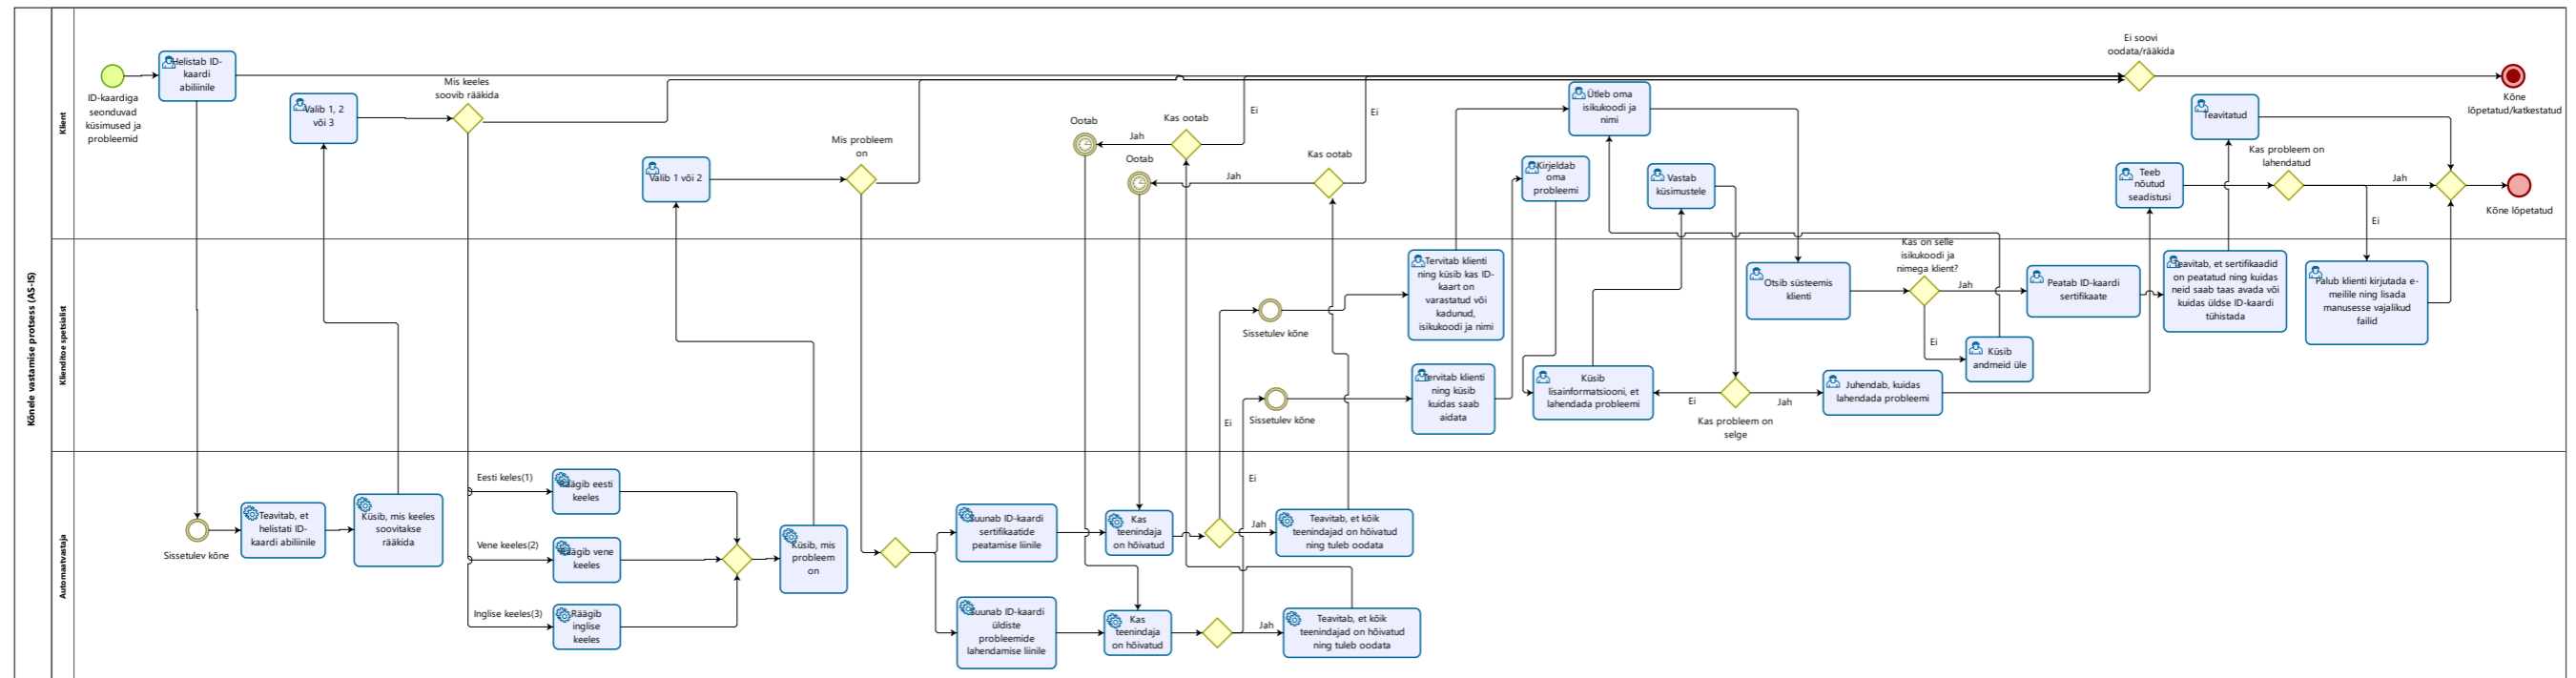 Kõnele vastamise protsess (AS-IS)
Klient
ID-kaardiga
seonduvad
küsimused ja
probleemid
Helistab ID-
kaardi
abiliinile
Valib 1, 2
või 3
Mis keeles
soovib rääkida
Valib 1 või 2
Mis probleem
on
Ootab
Jah
Kas ootab
Ei
Ootab
Jah
Kas ootab
Ei
Ütleb oma
isikukoodi ja
nimi
Kirjeldab
oma
probleemi
Vastab
küsimustele
Ei soovi
oodata/rääkida
Kõne
lõpetatud/katkestatud
Teavitatud
Teeb
nõutud
seadistusi
Kas probleem on
lahendatud
Jah
Ei
Kõne lõpetatud
Klienditoe spetsialist
Sissetulev kõne
Sissetulev kõne
Tervitab klienti
ning küsib kas ID-
kaart on
varastatud või
kadunud,
isikukoodi ja nimi
Tervitab klienti
ning küsib
kuidas saab
aidata
Küsib
lisainformatsiooni, et
lahendada probleemi
Ei
Kas probleem on
selge
Jah
Juhendab, kuidas
lahendada probleemi
Otsib süsteemis
klienti
Kas on selle
isikukoodi ja
nimega klient?
Jah
Ei
Küsib
andmeid üle
Peatab ID-kaardi
sertifikaate
Teavitab, et sertifikaadid
on peatatud ning kuidas
neid saab taas avada või
kuidas üldse ID-kaardi
tühistada
Palub klienti kirjutada e-
meilile ning lisada
manusesse vajalikud
failid
Automaatvastaja
Sissetulev kõne
Teavitab, et
helistati ID-
kaardi abiliinile
Küsib, mis keeles
soovitakse
rääkida
Eesti keles(1)
Räägib eesti
keeles
Vene keeles(2)
Räägib vene
keeles
Inglise keeles(3)
Räägib
inglise
keeles
Küsib, mis
probleem
on
Suunab ID-kaardi
sertifikaatide
peatamise liinile
Suunab ID-kaardi
üldiste
probleemide
lahendamise liinile
Kas
teenindaja
on hõivatud
Ei
Jah
Teavitab, et kõik
teenindajad on hõivatud
ning tuleb oodata
Kas
teenindaja
on hõivatud
Ei
Jah
Teavitab, et kõik
teenindajad on hõivatud
ning tuleb oodata